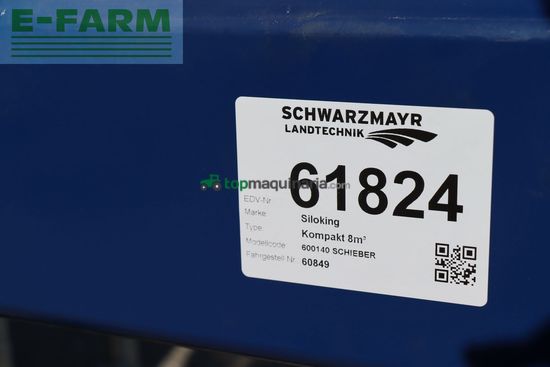 E-FARM
SCHWARZMAYR
LANDTECHNIK
EDV-Nr. 61824
topmaquinaria.com
Marke: Siloking
Type: Kompakt 8m³
Modellcode: 600140 SCHIEBER
Fahrgestell-Nr. 60849